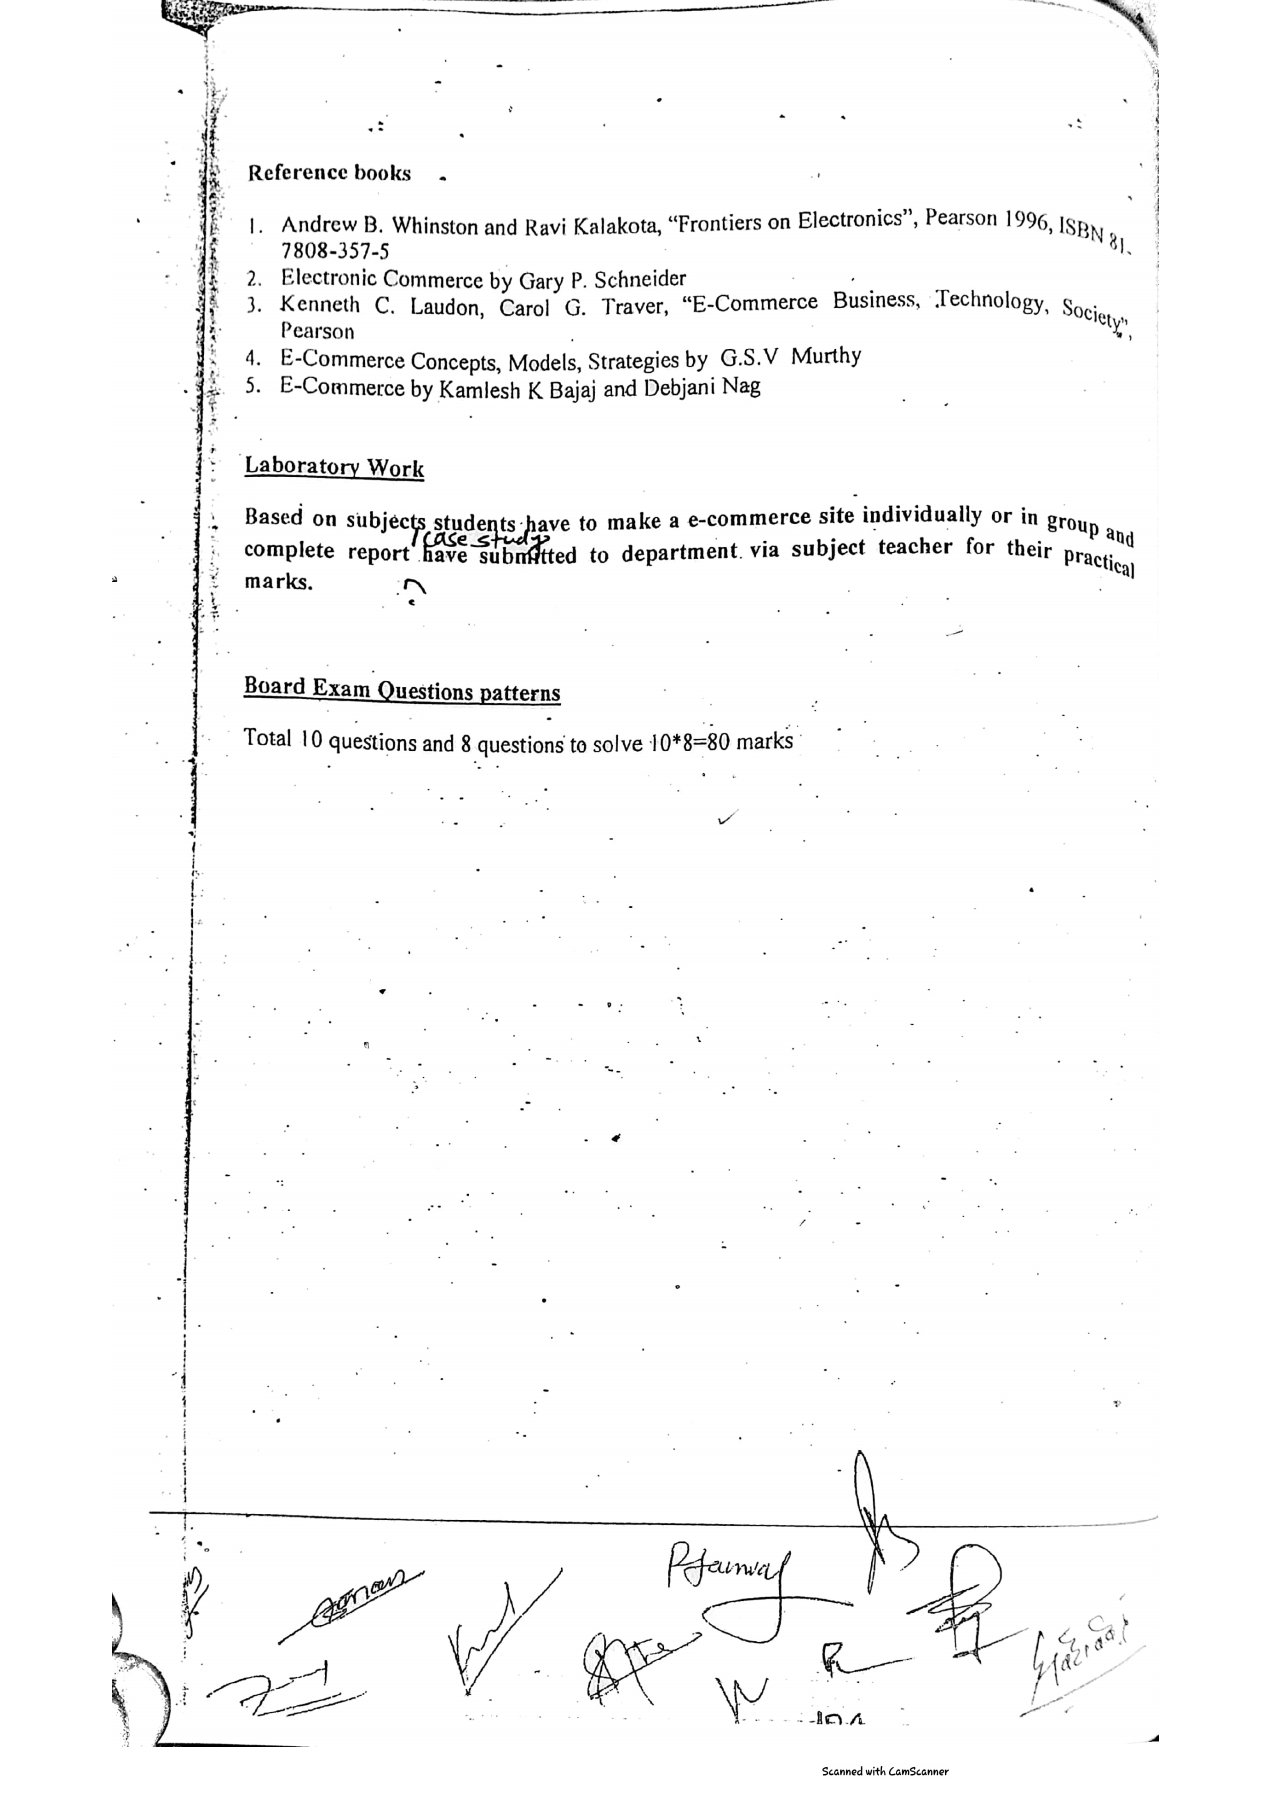 Reference books
1. Andrew B. Whinston and Ravi Kalakota, “Frontiers on Electronics”, Pearson 1996, ISBN 81-
7808-357-5
2. Electronic Commerce by Gary P. Schneider
3. Kenneth C. Laudon, Carol G. Traver, “E-Commerce Business, Technology, Society”,
Pearson
4. E-Commerce Concepts, Models, Strategies by G.S.V Murthy
5. E-Commerce by Kamlesh K Bajaj and Debjani Nag
Laboratory Work
Based on subjects students have to make a e-commerce site individually or in group and
/case study
complete report have submitted to department via subject teacher for their practical
marks.
Board Exam Questions patterns
Total 10 questions and 8 questions to solve 10*8=80 marks
Scanned with CamScanner